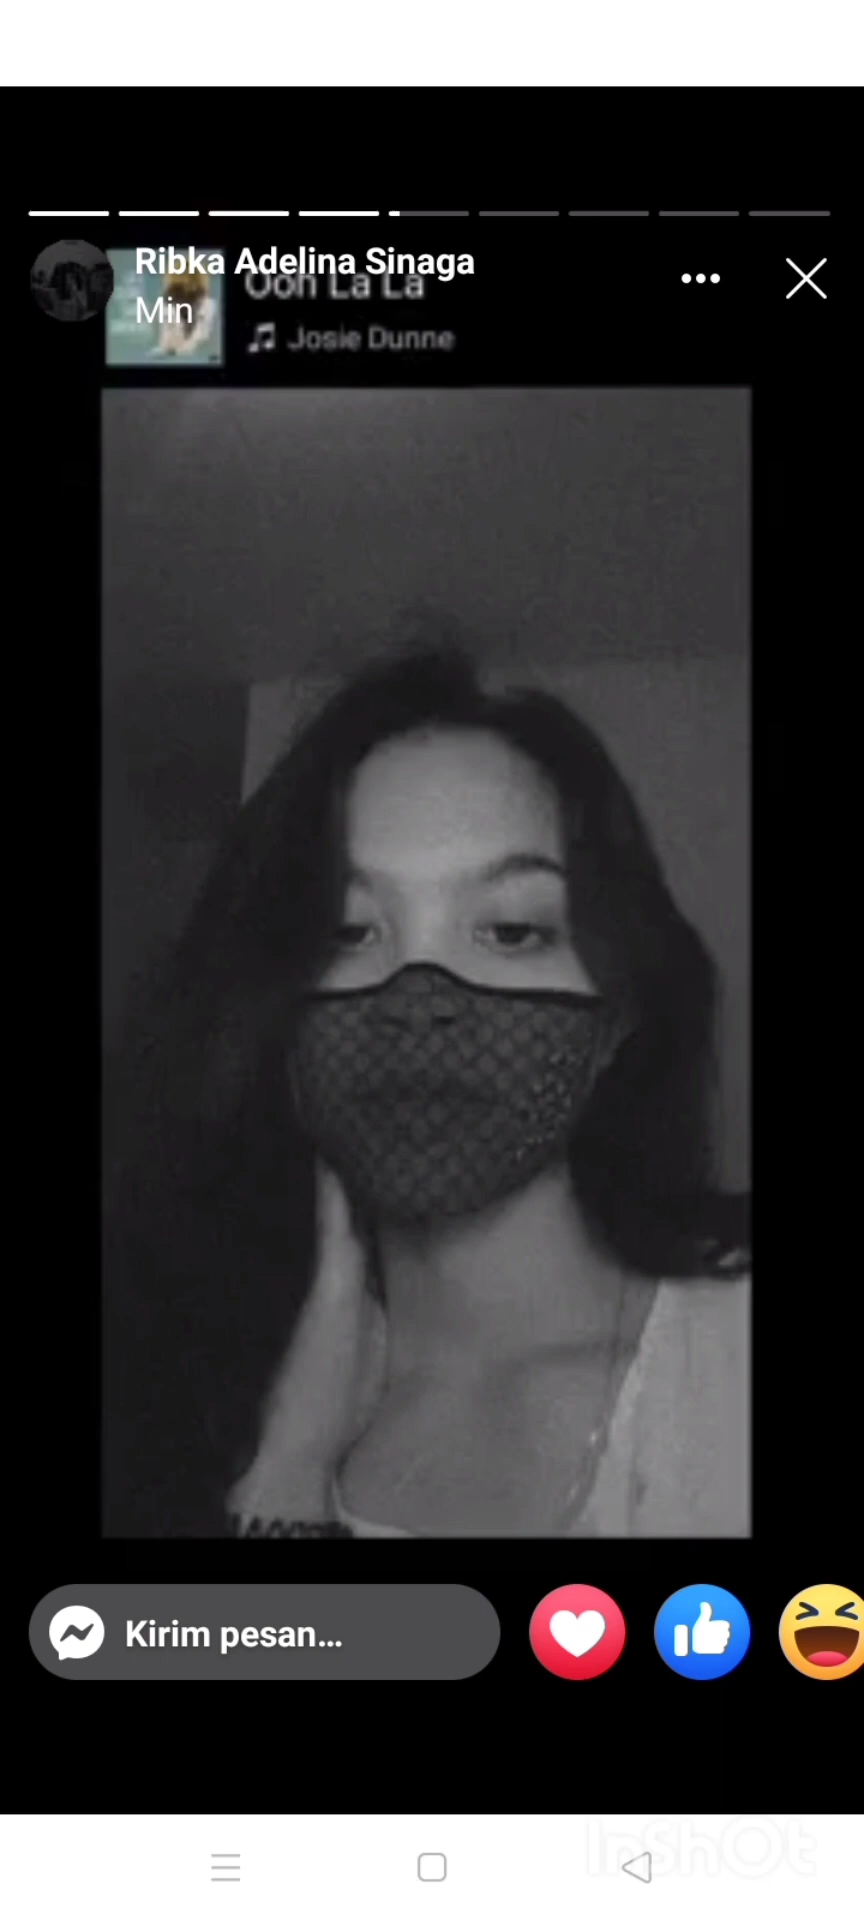 Ribka Adelina Sinaga
Ooh La La
Min
Josie Dunne
Kirim pesan...
InShOt